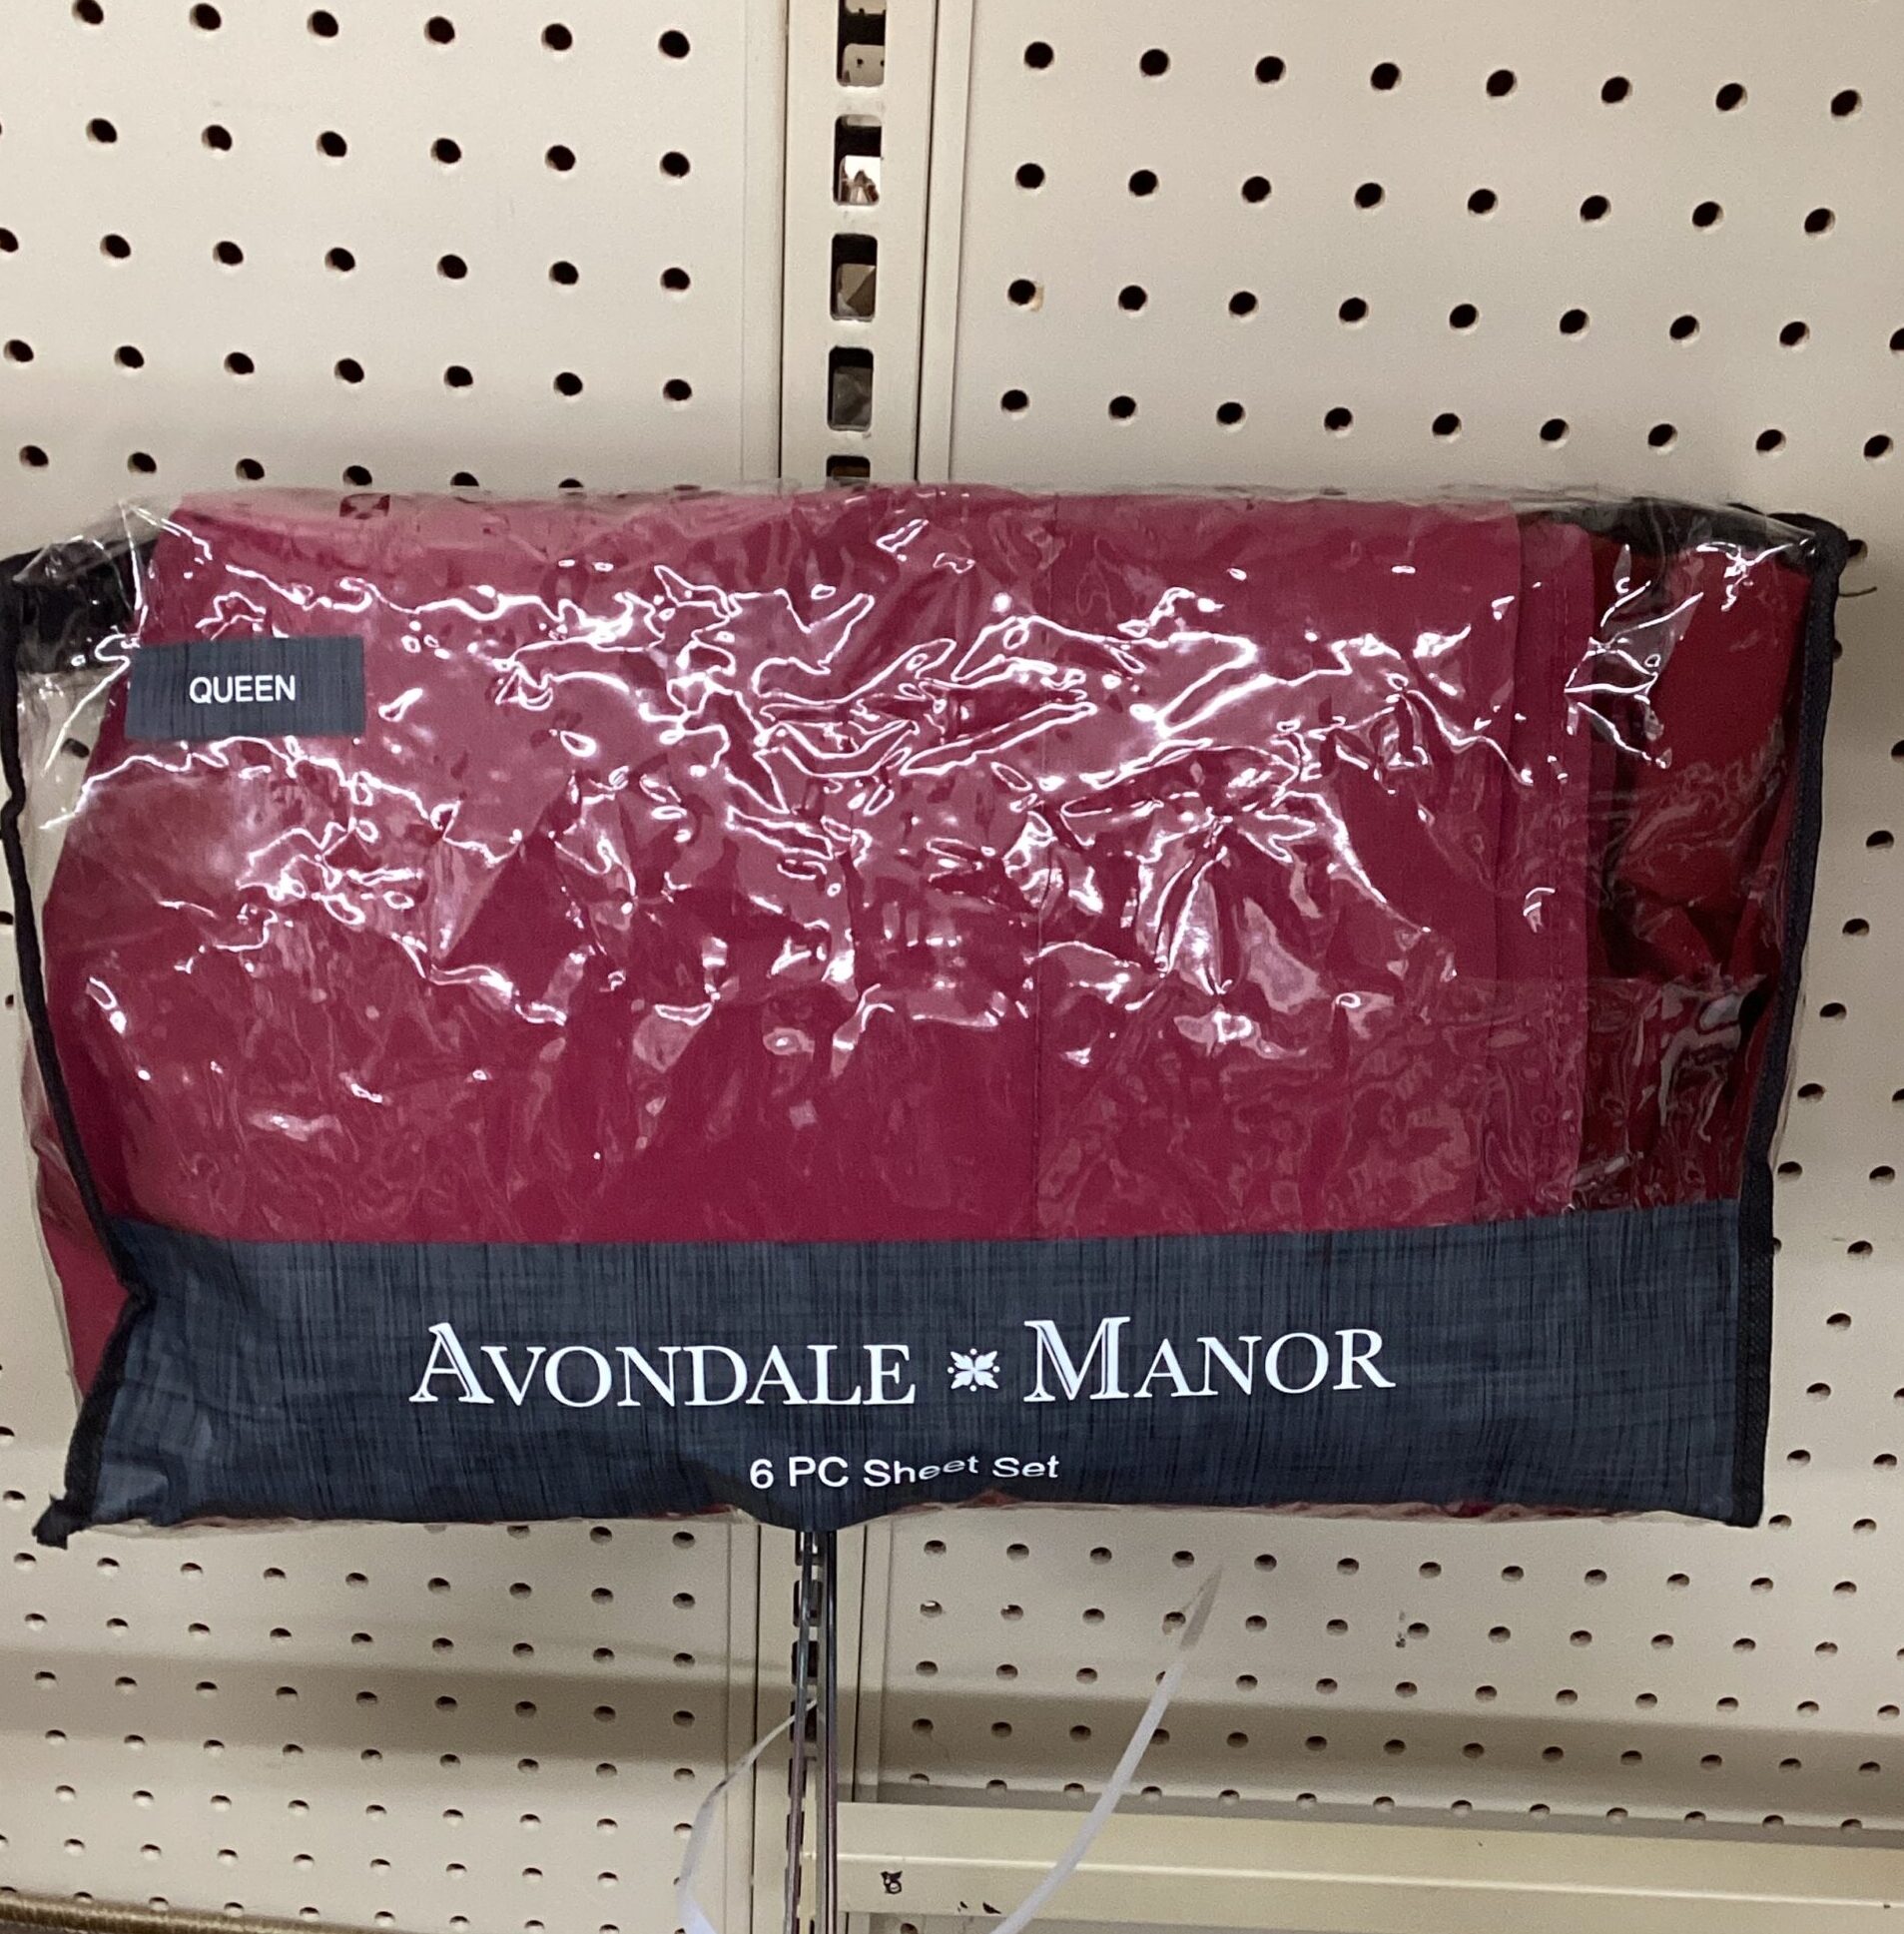 QUEEN
AVONDALE MANOR
6 PC Sheet Set